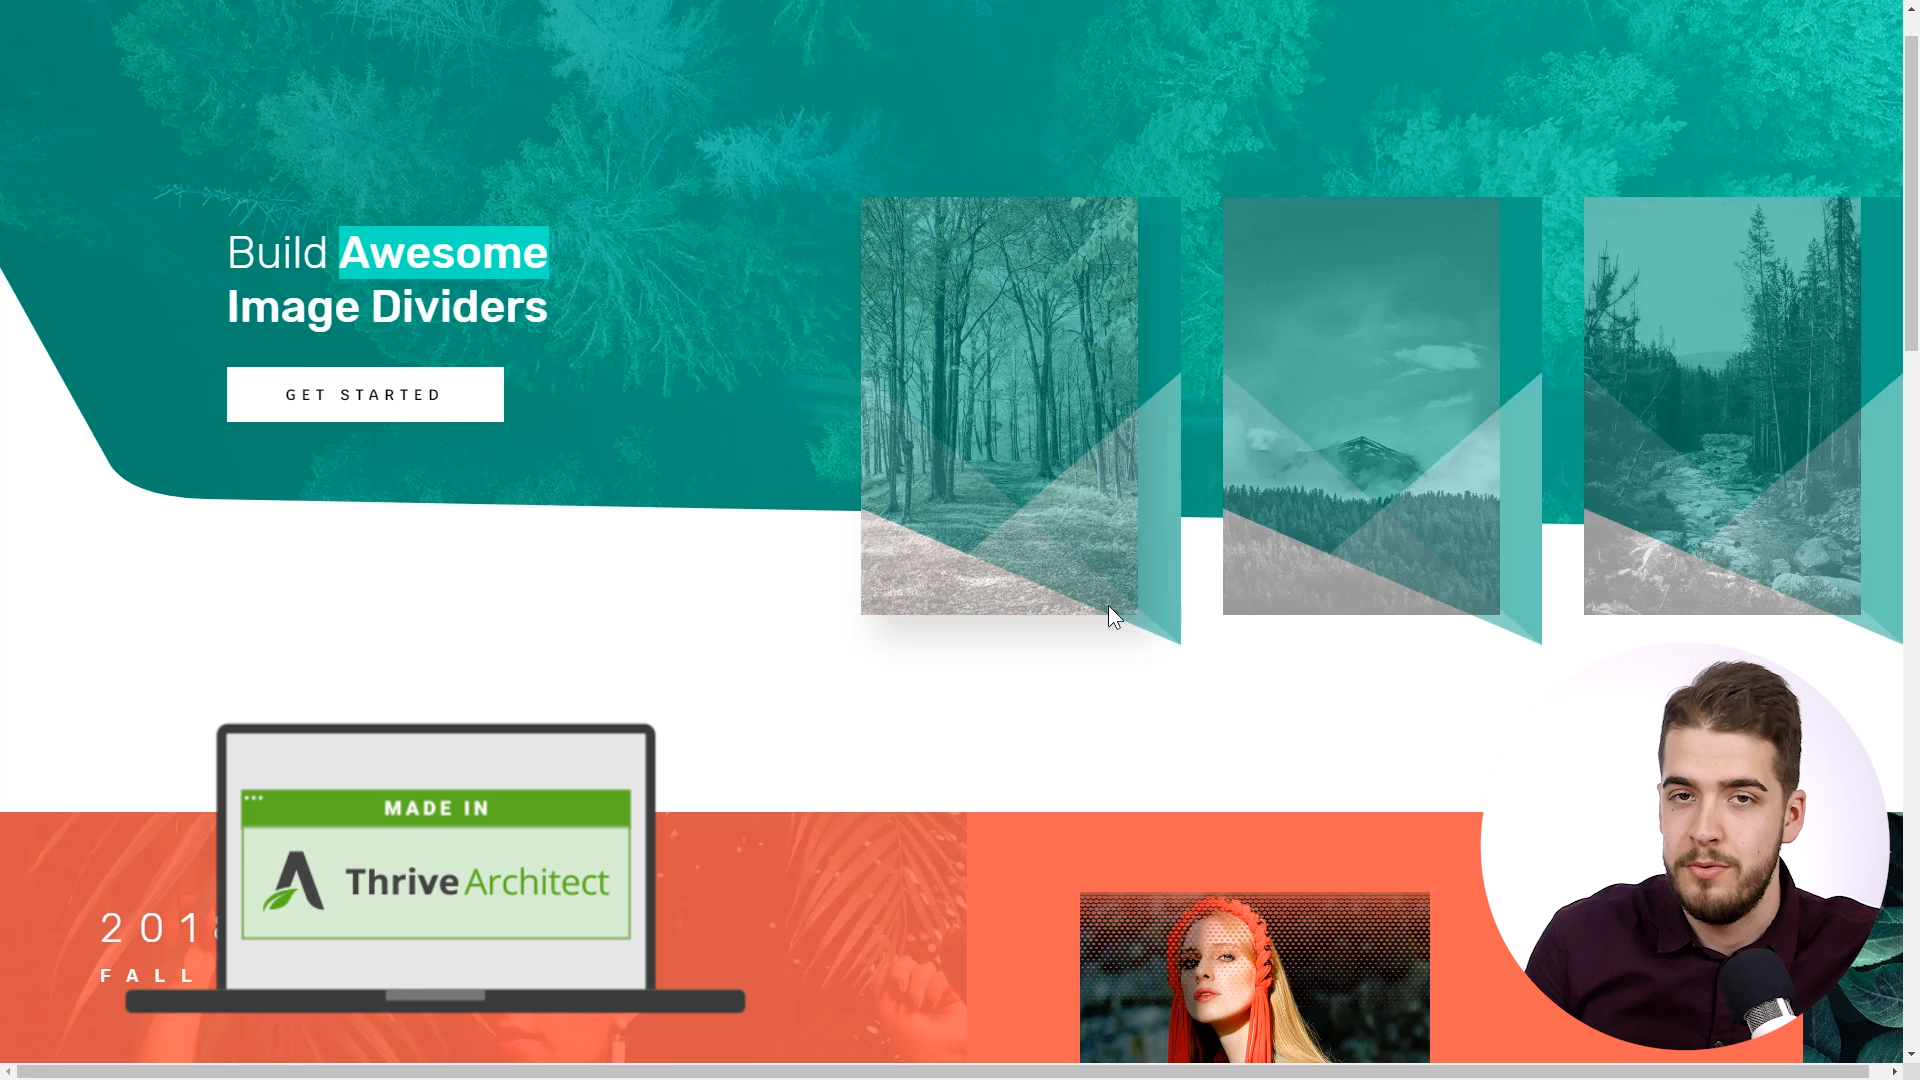 Build Awesome
Image Dividers
GET STARTED
MADE IN
Thrive Architect
201
FALL